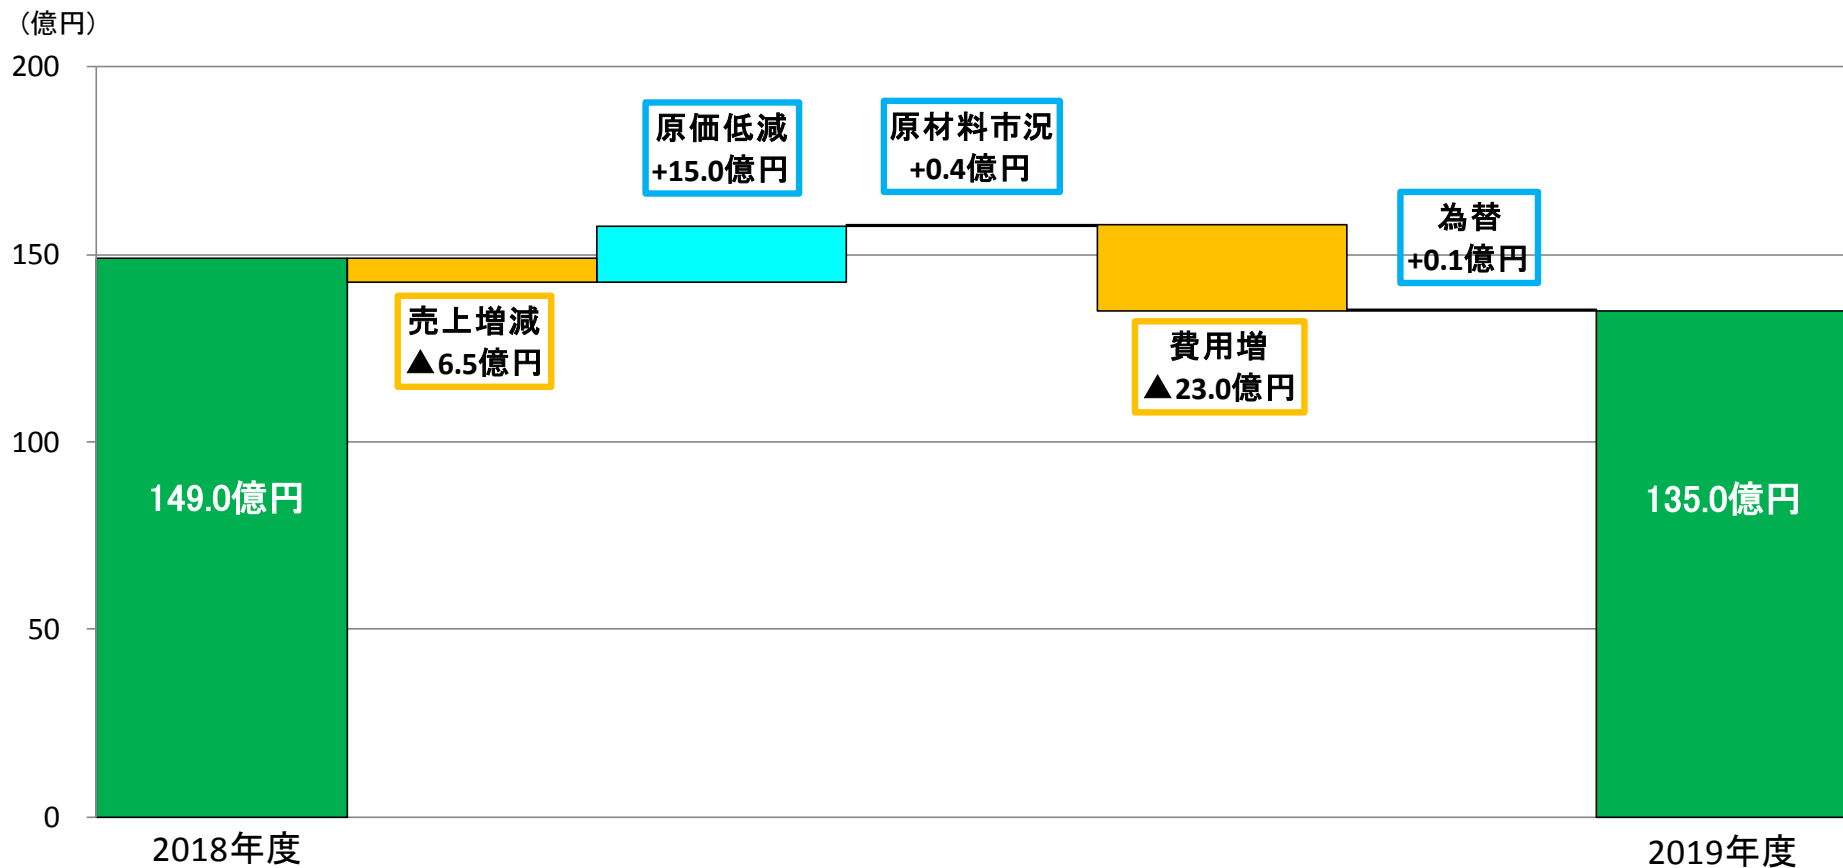 （億円）
200
150
100
50
0
原価低減
+15.0億円
原材料市況
+0.4億円
為替
+0.1億円
売上増減
▲6.5億円
費用増
▲23.0億円
149.0億円
135.0億円
2018年度
2019年度